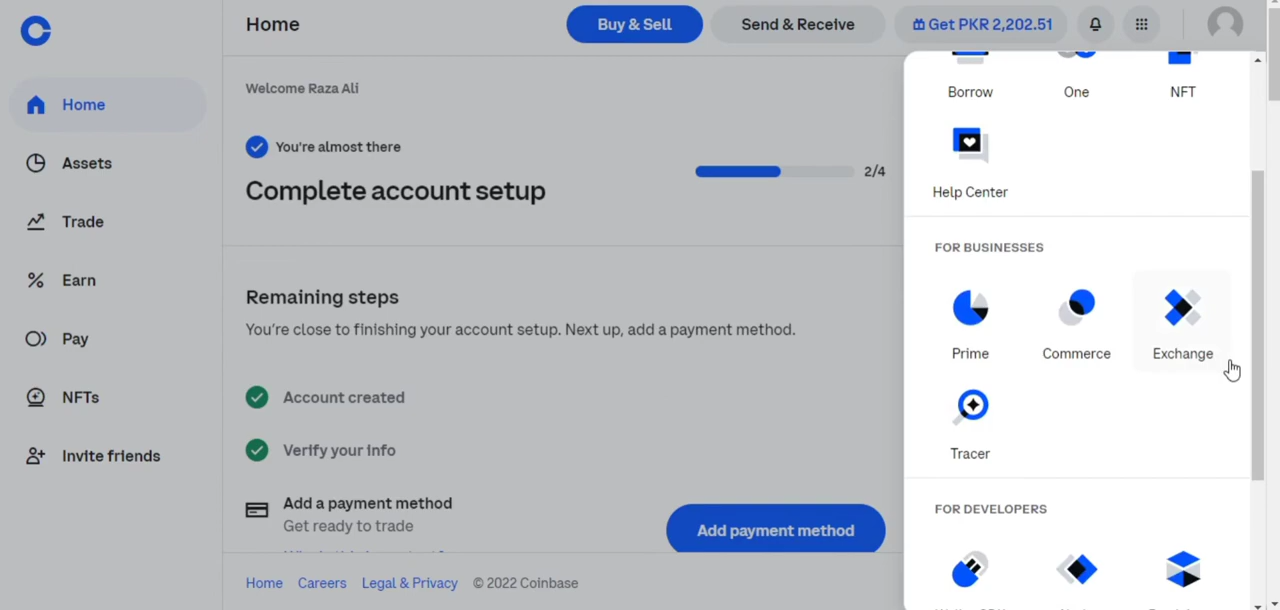 Home
Buy & Sell
Send & Receive
Get PKR 2,202.51
Home
Assets
Trade
Earn
Pay
NFTs
Invite friends
Welcome Raza Ali
You're almost there
Complete account setup
2/4
Remaining steps
You're close to finishing your account setup. Next up, add a payment method.
Account created
Verify your info
Add a payment method
Get ready to trade
Add payment method
Home Careers Legal & Privacy © 2022 Coinbase
Borrow One NFT
Help Center
FOR BUSINESSES
Prime Commerce Exchange
Tracer
FOR DEVELOPERS